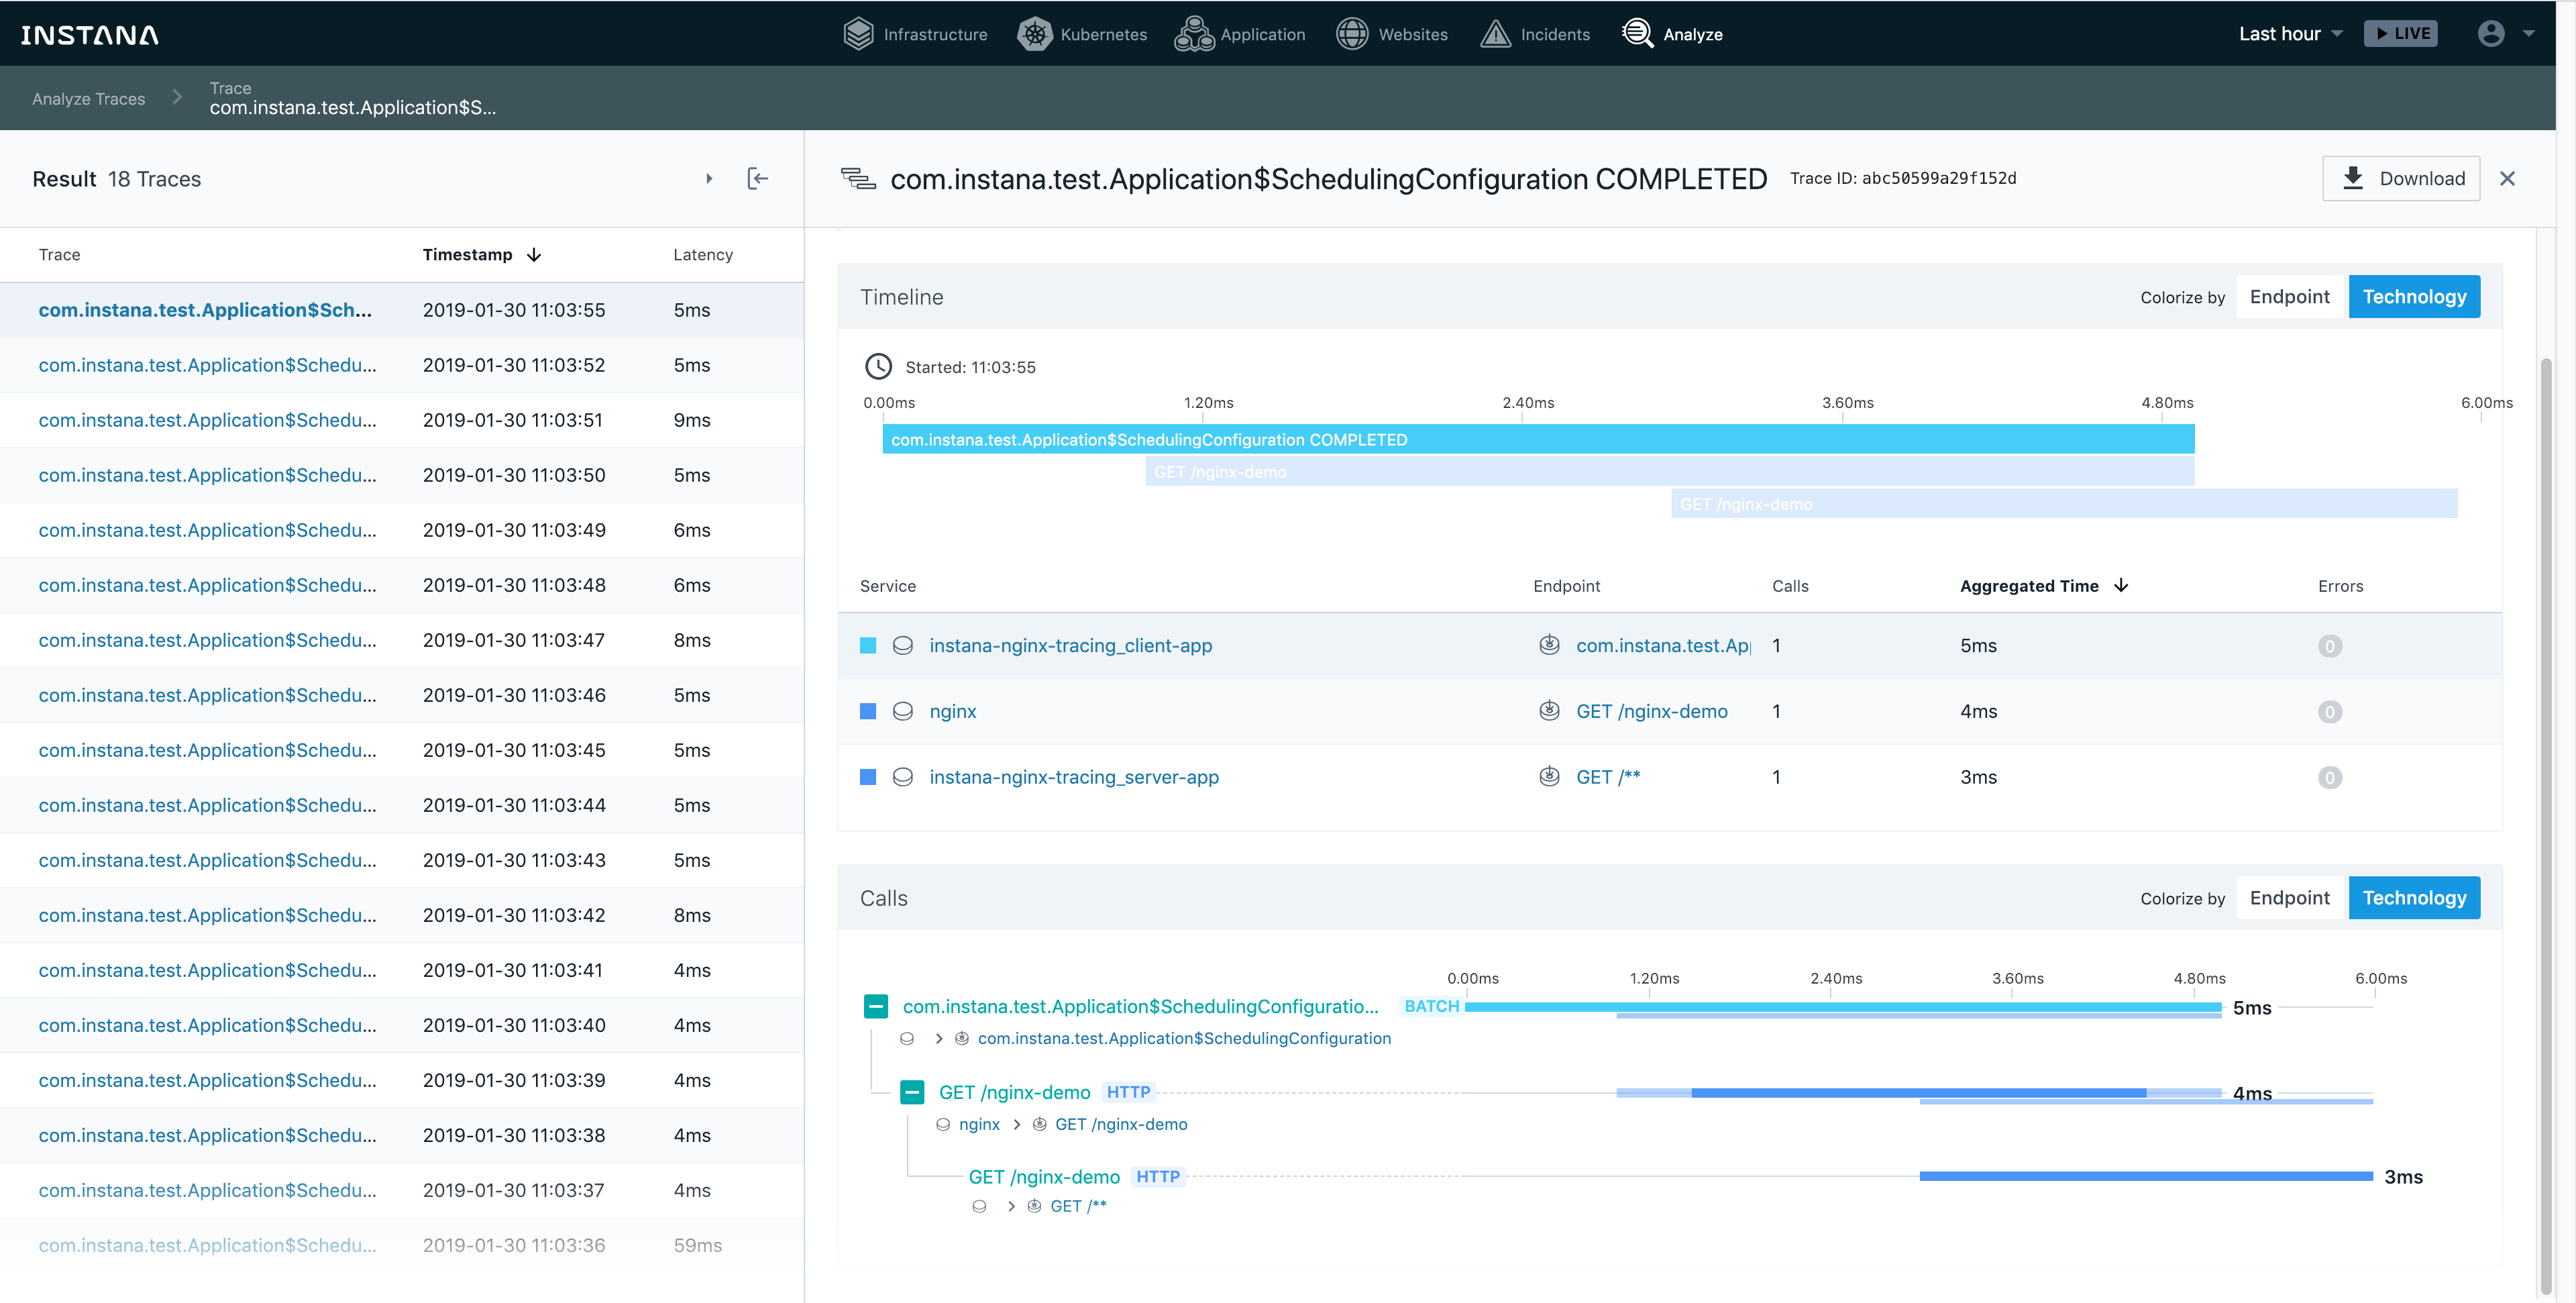 INSTANA
Infrastructure
Kubernetes
Application
Websites
Incidents
Analyze
Last hour
LIVE
Analyze Traces
Trace
com.instana.test.Application$S...
Result 18 Traces
com.instana.test.Application$SchedulingConfiguration COMPLETED
Trace ID: abc50599a29f152d
Download
Trace Timestamp Latency
com.instana.test.Application$Sch... 2019-01-30 11:03:55 5ms
com.instana.test.Application$Schedu... 2019-01-30 11:03:52 5ms
com.instana.test.Application$Schedu... 2019-01-30 11:03:51 9ms
com.instana.test.Application$Schedu... 2019-01-30 11:03:50 5ms
com.instana.test.Application$Schedu... 2019-01-30 11:03:49 6ms
com.instana.test.Application$Schedu... 2019-01-30 11:03:48 6ms
com.instana.test.Application$Schedu... 2019-01-30 11:03:47 8ms
com.instana.test.Application$Schedu... 2019-01-30 11:03:46 5ms
com.instana.test.Application$Schedu... 2019-01-30 11:03:45 5ms
com.instana.test.Application$Schedu... 2019-01-30 11:03:44 5ms
com.instana.test.Application$Schedu... 2019-01-30 11:03:43 5ms
com.instana.test.Application$Schedu... 2019-01-30 11:03:42 8ms
com.instana.test.Application$Schedu... 2019-01-30 11:03:41 4ms
com.instana.test.Application$Schedu... 2019-01-30 11:03:40 4ms
com.instana.test.Application$Schedu... 2019-01-30 11:03:39 4ms
com.instana.test.Application$Schedu... 2019-01-30 11:03:38 4ms
com.instana.test.Application$Schedu... 2019-01-30 11:03:37 4ms
com.instana.test.Application$Schedu... 2019-01-30 11:03:36 59ms
Timeline
Colorize by Endpoint Technology
Started: 11:03:55
0.00ms 1.20ms 2.40ms 3.60ms 4.80ms 6.00ms
com.instana.test.Application$SchedulingConfiguration COMPLETED
GET /nginx-demo
GET /nginx-demo
Service Endpoint Calls Aggregated Time Errors
instana-nginx-tracing_client-app com.instana.test.Ap 1 5ms 0
nginx GET /nginx-demo 1 4ms 0
instana-nginx-tracing_server-app GET /** 1 3ms 0
Calls
Colorize by Endpoint Technology
0.00ms 1.20ms 2.40ms 3.60ms 4.80ms 6.00ms
com.instana.test.Application$SchedulingConfiguratio... BATCH 5ms
com.instana.test.Application$SchedulingConfiguration
GET /nginx-demo HTTP 4ms
nginx > GET /nginx-demo
GET /nginx-demo HTTP 3ms
> GET /**